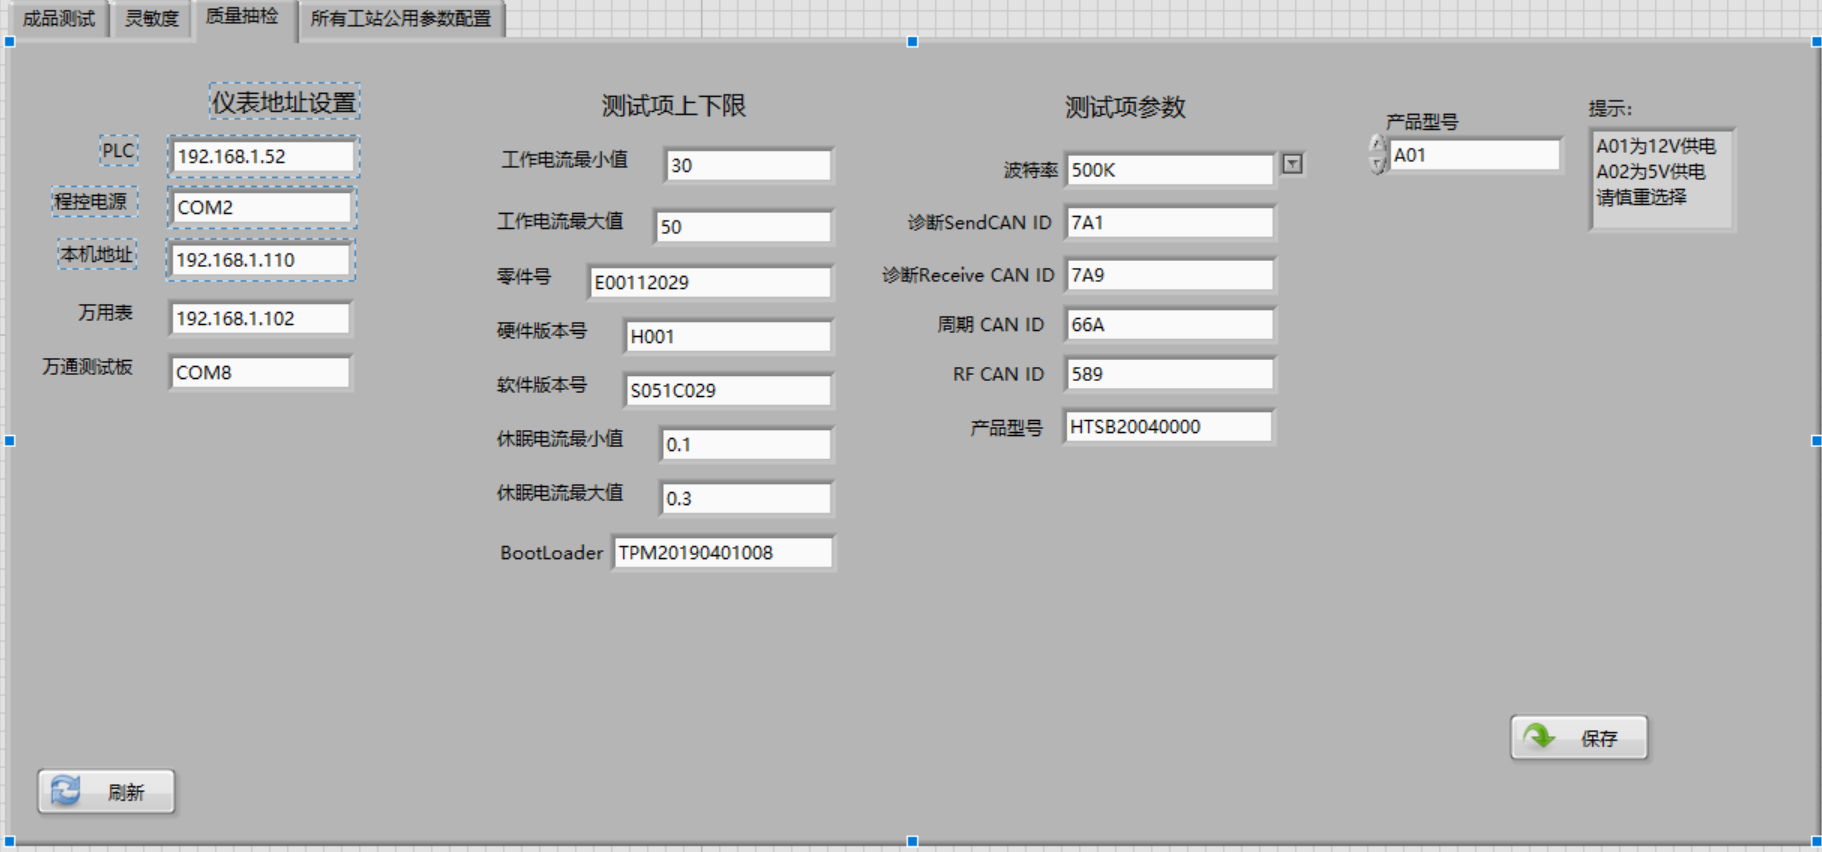 成品测试
灵敏度
质量抽检
所有工站公用参数配置
仪表地址设置
PLC
192.168.1.52
程控电源
COM2
本机地址
192.168.1.110
万用表
192.168.1.102
万通测试板
COM8
测试项上下限
工作电流最小值
30
工作电流最大值
50
零件号
E00112029
硬件版本号
H001
软件版本号
S051C029
休眠电流最小值
0.1
休眠电流最大值
0.3
BootLoader
TPM20190401008
测试项参数
波特率
500K
诊断SendCAN ID
7A1
诊断Receive CAN ID
7A9
周期 CAN ID
66A
RF CAN ID
589
产品型号
HTSB20040000
产品型号
A01
提示:
A01为12V供电
A02为5V供电
请慎重选择
保存
刷新